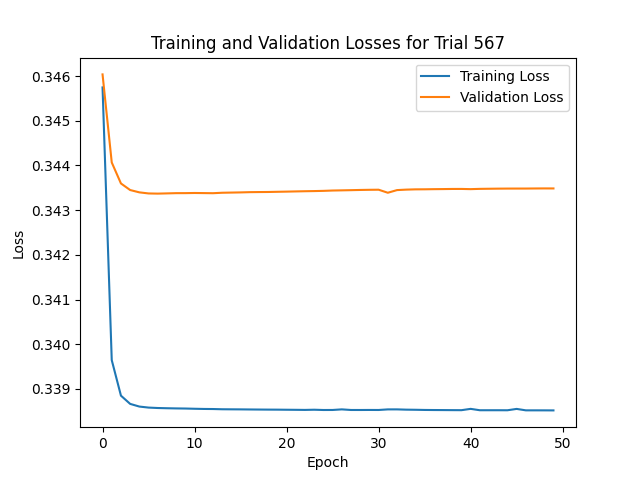 Training and Validation Losses for Trial 567
Training Loss
Validation Loss
Loss
0.346
0.345
0.344
0.343
0.342
0.341
0.340
0.339
0
10
20
30
40
50
Epoch